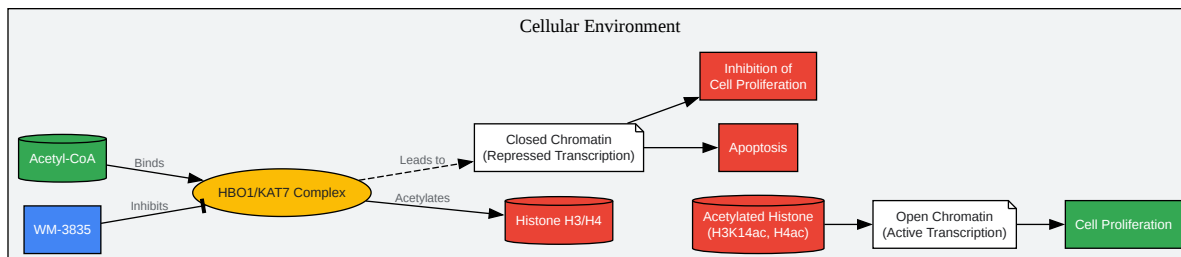 Cellular Environment
Inhibition of
Cell Proliferation
Acetyl-CoA
Binds
Closed Chromatin
(Repressed Transcription)
Apoptosis
Leads to
HBO1/KAT7 Complex
Acetylates
Inhibits
WM-3835
Histone H3/H4
Acetylated Histone
(H3K14ac, H4ac)
Open Chromatin
(Active Transcription)
Cell Proliferation